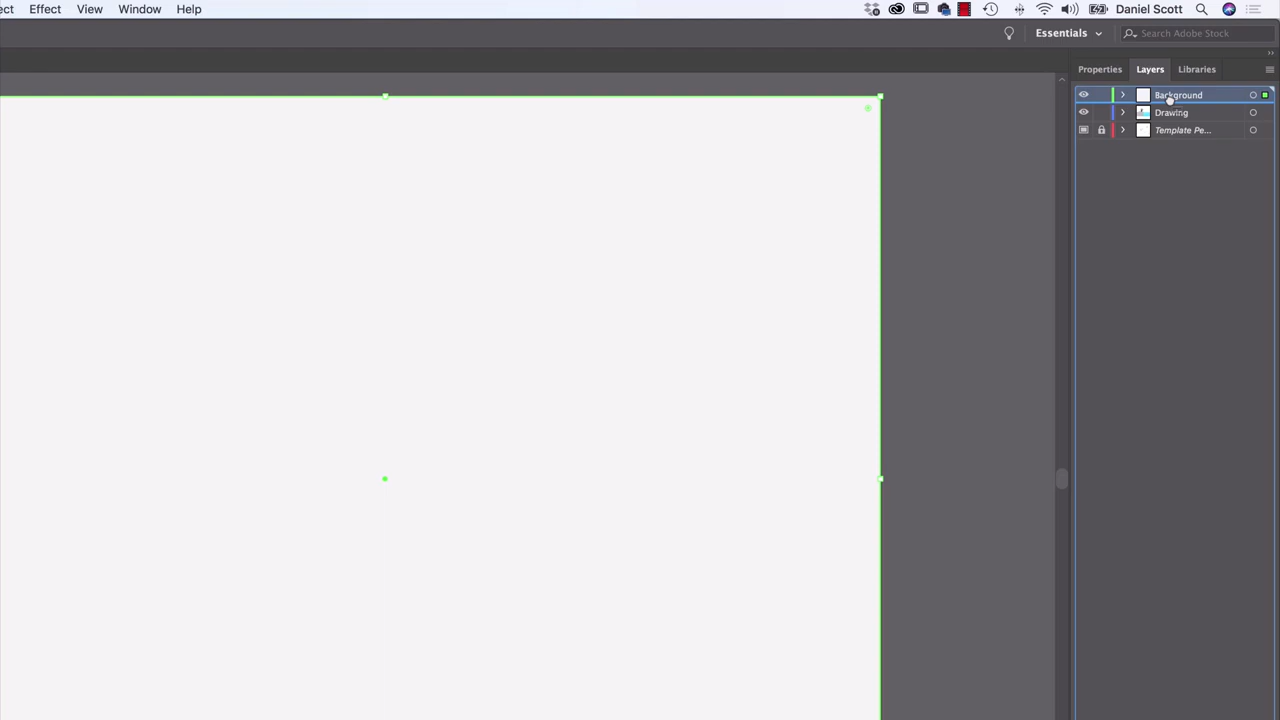 ect Effect View Window Help Daniel Scott
Essentials Search Adobe Stock
Properties Layers Libraries
Background
Drawing
Template Pe...